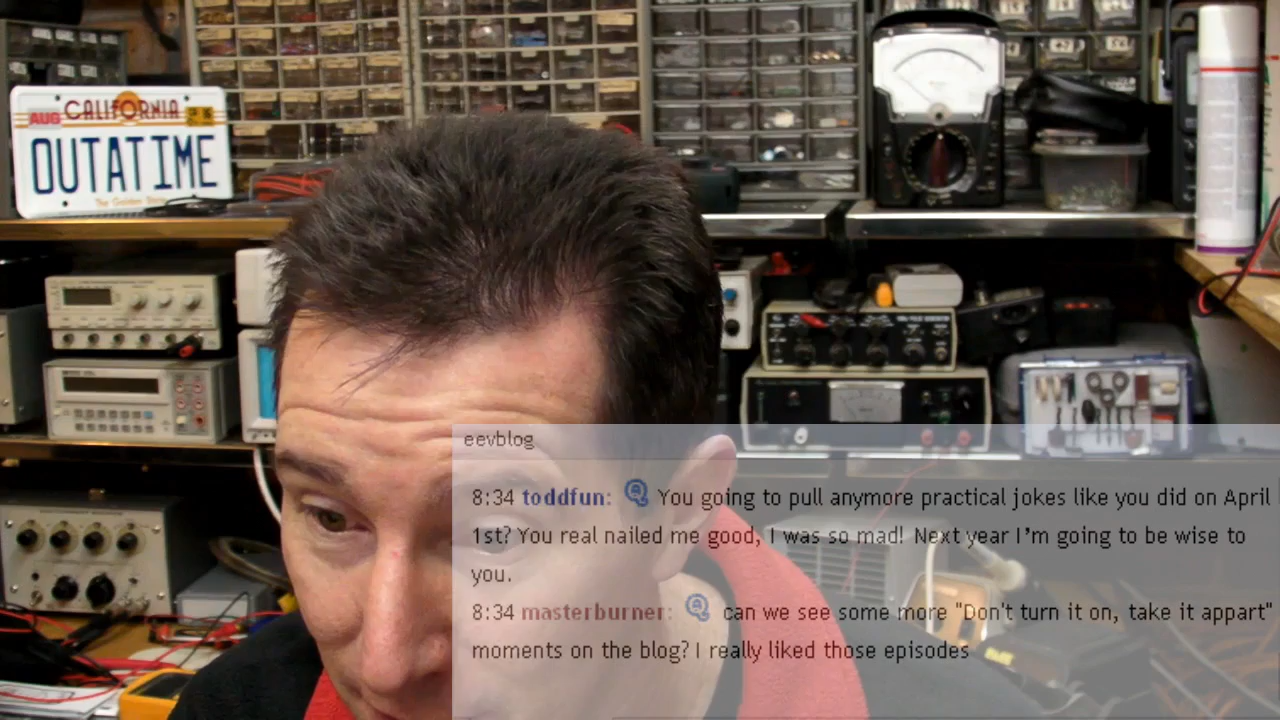 AUG CALIFORNIA
OUTATIME
The Golden State
eevblog
8:34 toddfun: You going to pull anymore practical jokes like you did on April
1st? You real nailed me good, I was so mad! Next year I'm going to be wise to
you.
8:34 masterburner: can we see some more "Don't turn it on, take it appart"
moments on the blog? I really liked those episodes